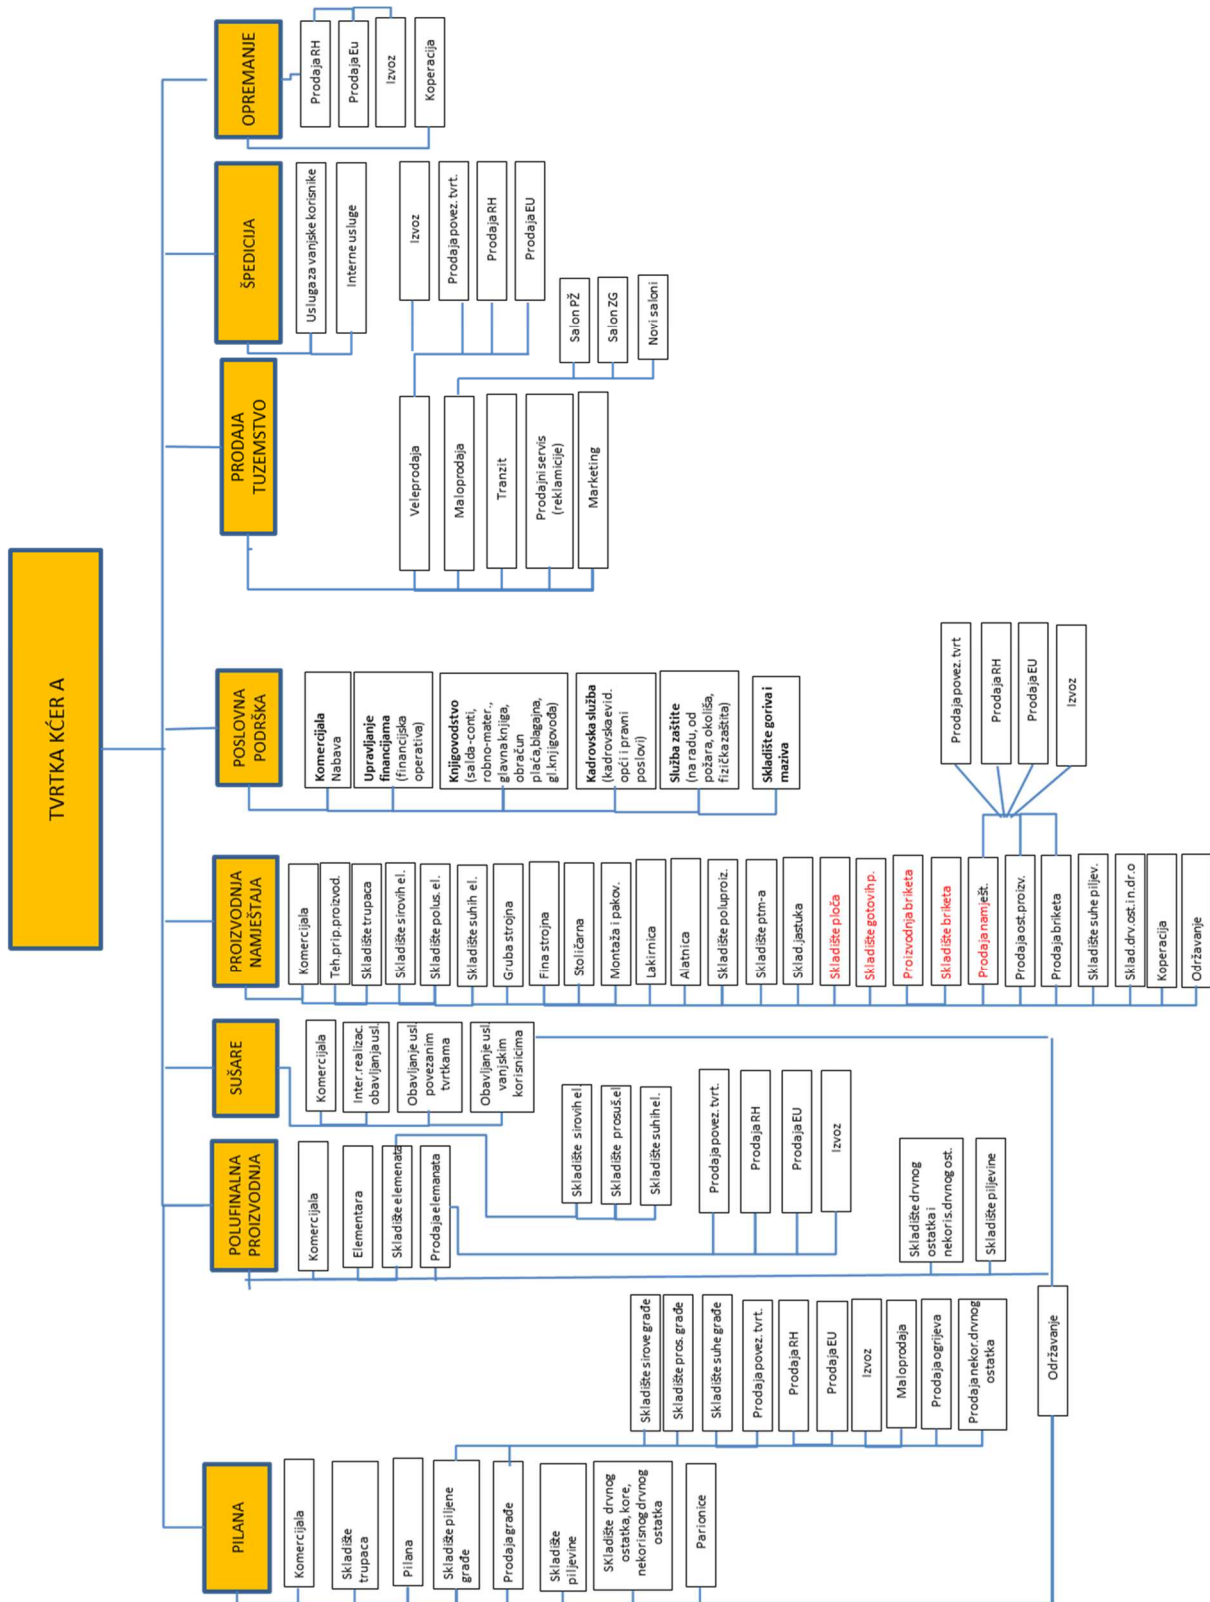 TVRTKA KĆER A
PILANA
Komercijala
Skladište
trupaca
Pilana
Skladište piljene
građe
Prodaja građe
Skladište
piljevine
SKladište drvnog
ostatka, kore,
nekorisnog drvnog
ostatka
Parionice
Skladište sirove građe
Skladište pros. građe
Skladište suhe građe
Prodaja povez. tvrt.
Prodaja RH
Prodaja EU
Izvoz
Maloprodaja
Prodaja ogrijeva
Prodaja nekor.drvnog
ostatka
Održavanje
POLUFINALNA
PROIZVODNJA
Komercijala
Elementara
Skladište elemenata
Prodaja elemanata
Skladište sirovih el.
Skladište prosuš.el
Skladište suhih el.
Prodaja povez. tvrt.
Prodaja RH
Prodaja EU
Izvoz
Skladište drvnog
ostatka i
nekoris.drvnog ost.
Skladište piljevine
SUŠARE
Komercijala
Inter.realizac.
obavljanja usl.
Obavljanje usl.
povezanim
tvrtkama
Obavljanje usl.
vanjskim
korisnicima
PROIZVODNJA
NAMJEŠTAJA
Komercijala
Teh.prip.proizvod.
Skladište trupaca
Skladište sirovih el.
Skladište polus. el.
Skladište suhih el.
Gruba strojna
Fina strojna
Stoličarna
Montaža i pakov.
Lakirnica
Alatnica
Skladište poluproiz.
Skladište ptm-a
Sklad.jastuka
Skladište ploča
Skladište gotovih p.
Proizvodnja briketa
Skladište briketa
Prodaja namješt.
Prodaja ost.proizv.
Prodaja briketa
Skladište suhe piljev.
Sklad.drv.ost.i n.dr.o
Koperacija
Održavanje
Prodaja povez. tvrt
Prodaja RH
Prodaja EU
Izvoz
POSLOVNA
PODRŠKA
Komercijala
Nabava
Upravljanje
financijama
(financijska
operativa)
Knjigovodstvo
(salda-conti,
robno-mater.,
glavna knjiga,
obračun
plaća,blagajna,
gl.knjigovođa)
Kadrovska služba
(kadrovska evid.
opći i pravni
poslovi)
Služba zaštite
(na radu, od
požara, okoliša,
fizička zaštita)
Skladište goriva i
maziva
PRODAJA
TUZEMSTVO
Veleprodaja
Maloprodaja
Tranzit
Prodajni servis
(reklamicije)
Marketing
Izvoz
Prodaja povez. tvrt.
Prodaja RH
Prodaja EU
Salon PŽ
Salon ZG
Novi saloni
ŠPEDICIJA
Usluga za vanjske korisnike
Interne usluge
OPREMANJE
Prodaja RH
Prodaja Eu
Izvoz
Koperacija